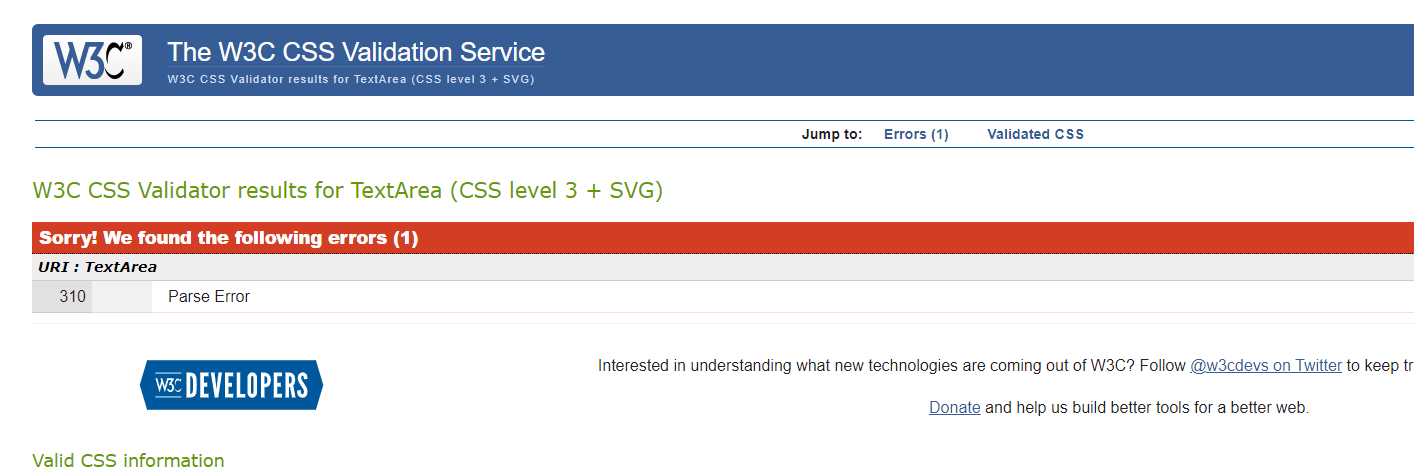 W3C® The W3C CSS Validation Service
W3C CSS Validator results for TextArea (CSS level 3 + SVG)
Jump to: Errors (1) Validated CSS
W3C CSS Validator results for TextArea (CSS level 3 + SVG)
Sorry! We found the following errors (1)
URI : TextArea
310 Parse Error
W3C DEVELOPERS
Interested in understanding what new technologies are coming out of W3C? Follow @w3cdevs on Twitter to keep tr
Donate and help us build better tools for a better web.
Valid CSS information